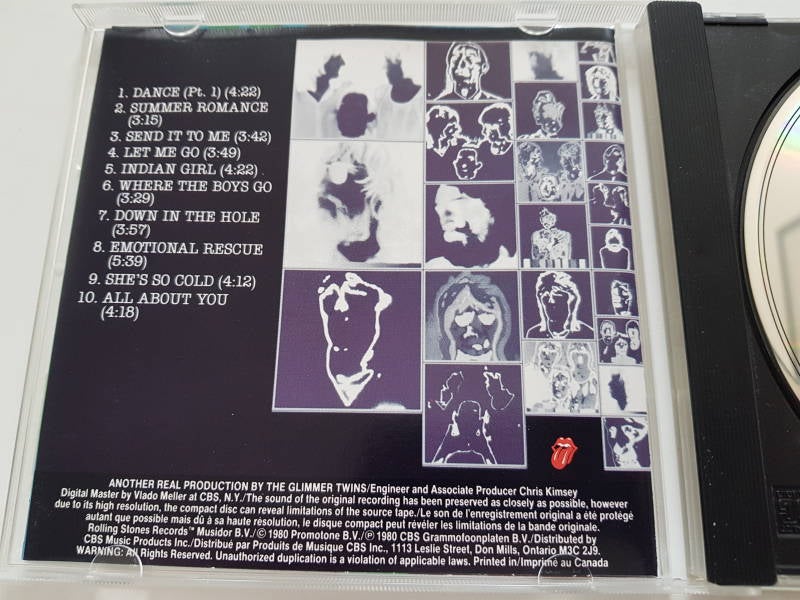 1. DANCE (Pt. 1) (4:22)
2. SUMMER ROMANCE
(3:15)
3. SEND IT TO ME (3:42)
4. LET ME GO (3:49)
5. INDIAN GIRL (4:22)
6. WHERE THE BOYS GO
(3:29)
7. DOWN IN THE HOLE
(3:57)
8. EMOTIONAL RESCUE
(5:39)
9. SHE'S SO COLD (4:12)
10. ALL ABOUT YOU
(4:18)
ANOTHER REAL PRODUCTION BY THE GLIMMER TWINS/Engineer and Associate Producer Chris Kimsey
Digital Master by Vlado Meller at CBS, N.Y./The sound of the original recording has been preserved as closely as possible, however
due to its high resolution, the compact disc can reveal limitations of the source tape./Le son de l'enregistrement original a été protégé
autant que possible mais dû à sa haute résolution, le disque compact peut révéler les limitations de la bande originale.
Rolling Stones Records™ Musidor B.V./© 1980 Promotone B.V./℗ 1980 CBS Grammofoonplaten B.V./Distributed by
CBS Music Products Inc./Distribué par Produits de Musique CBS Inc., 1113 Leslie Street, Don Mills, Ontario M3C 2J9.
WARNING: All Rights Reserved. Unauthorized duplication is a violation of applicable laws. Printed in/Imprimé au Canada